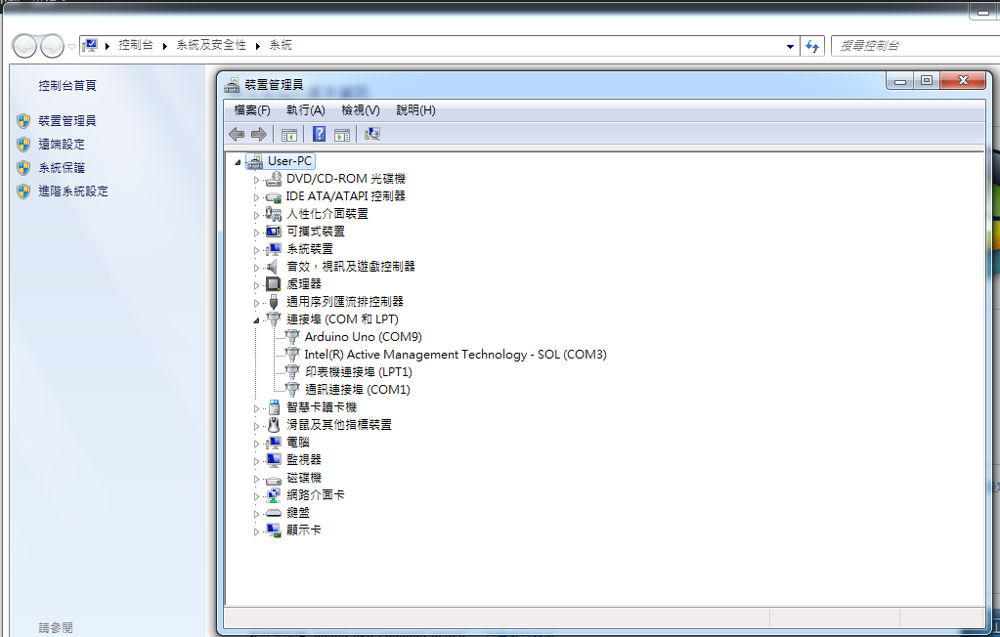 控制台 系統及安全性 系統
搜尋控制台
控制台首頁
裝置管理員
遠端設定
系統保護
進階系統設定
請參閱
裝置管理員
檔案(F) 執行(A) 檢視(V) 說明(H)
User-PC
DVD/CD-ROM 光碟機
IDE ATA/ATAPI 控制器
人性化介面裝置
可攜式裝置
系統裝置
音效，視訊及遊戲控制器
處理器
通用序列匯流排控制器
連接埠 (COM 和 LPT)
Arduino Uno (COM9)
Intel(R) Active Management Technology - SOL (COM3)
印表機連接埠 (LPT1)
通訊連接埠 (COM1)
智慧卡讀卡機
滑鼠及其他指標裝置
電腦
監視器
磁碟機
網路介面卡
鍵盤
顯示卡